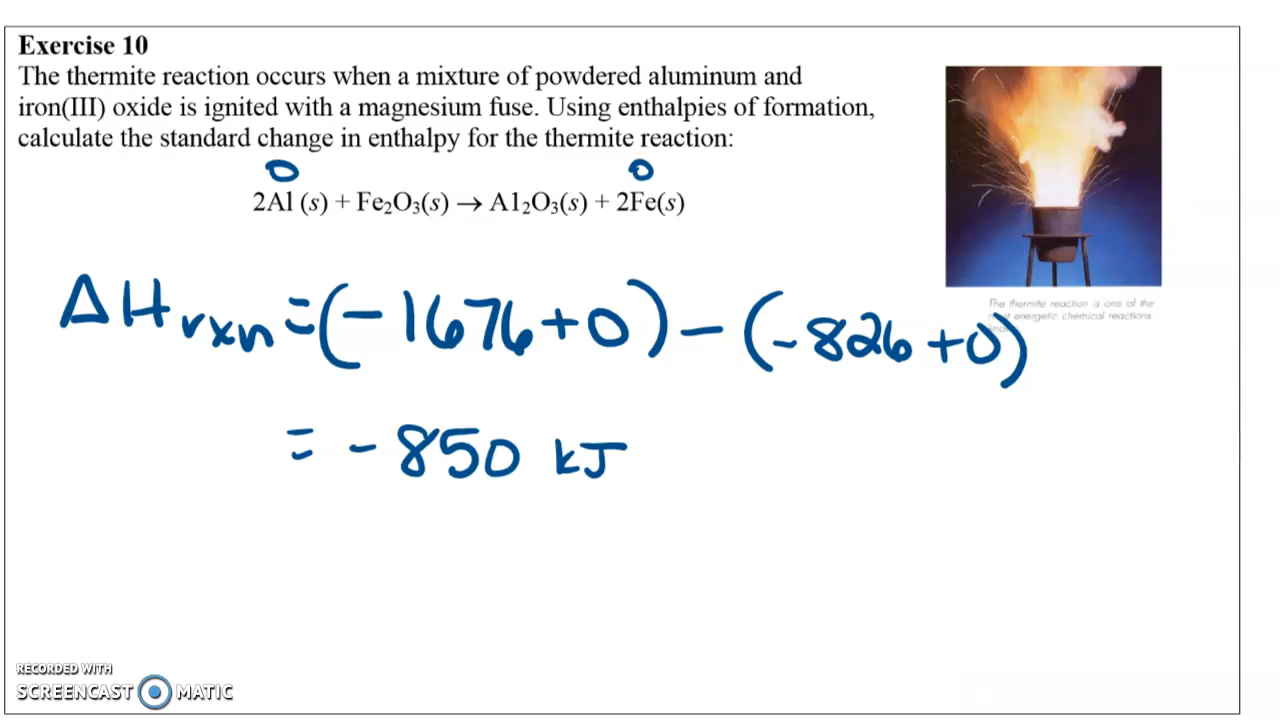 Exercise 10
The thermite reaction occurs when a mixture of powdered aluminum and
iron(III) oxide is ignited with a magnesium fuse. Using enthalpies of formation,
calculate the standard change in enthalpy for the thermite reaction:
0 0
2Al (s) + Fe₂O₃(s) → A1₂O₃(s) + 2Fe(s)
The thermite reaction is one of the
energetic chemical reactions
ΔHrxn = (-1676+0) - (-826+0)
= -850 kJ
RECORDED WITH
SCREENCAST MATIC